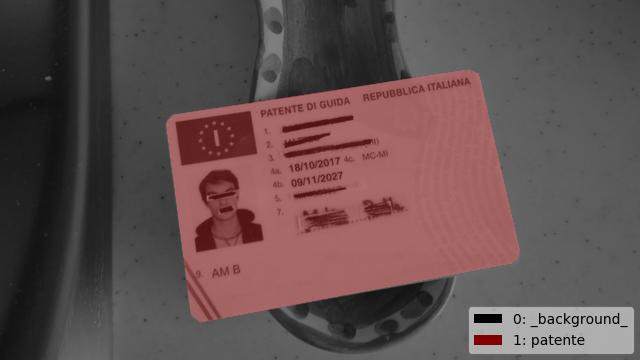 PATENTE DI GUIDA REPUBBLICA ITALIANA
I
1.
2.
3.
4a. 18/10/2017 4c. MC-MI
4b. 09/11/2027
5.
7.
9. AM B
0: _background_
1: patente